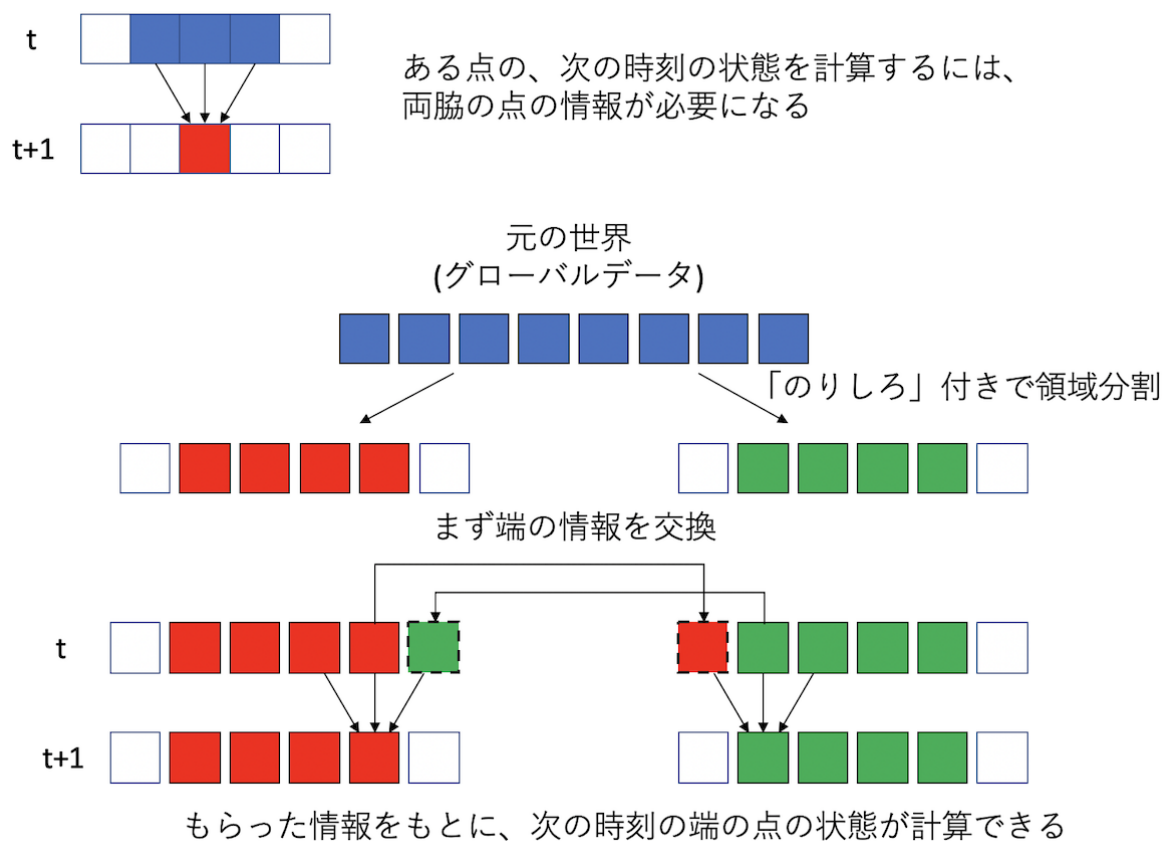 t
ある点の、次の時刻の状態を計算するには、
両脇の点の情報が必要になる
t+1
元の世界
(グローバルデータ)
「のりしろ」付きで領域分割
まず端の情報を交換
t
t+1
もらった情報をもとに、次の時刻の端の点の状態が計算できる